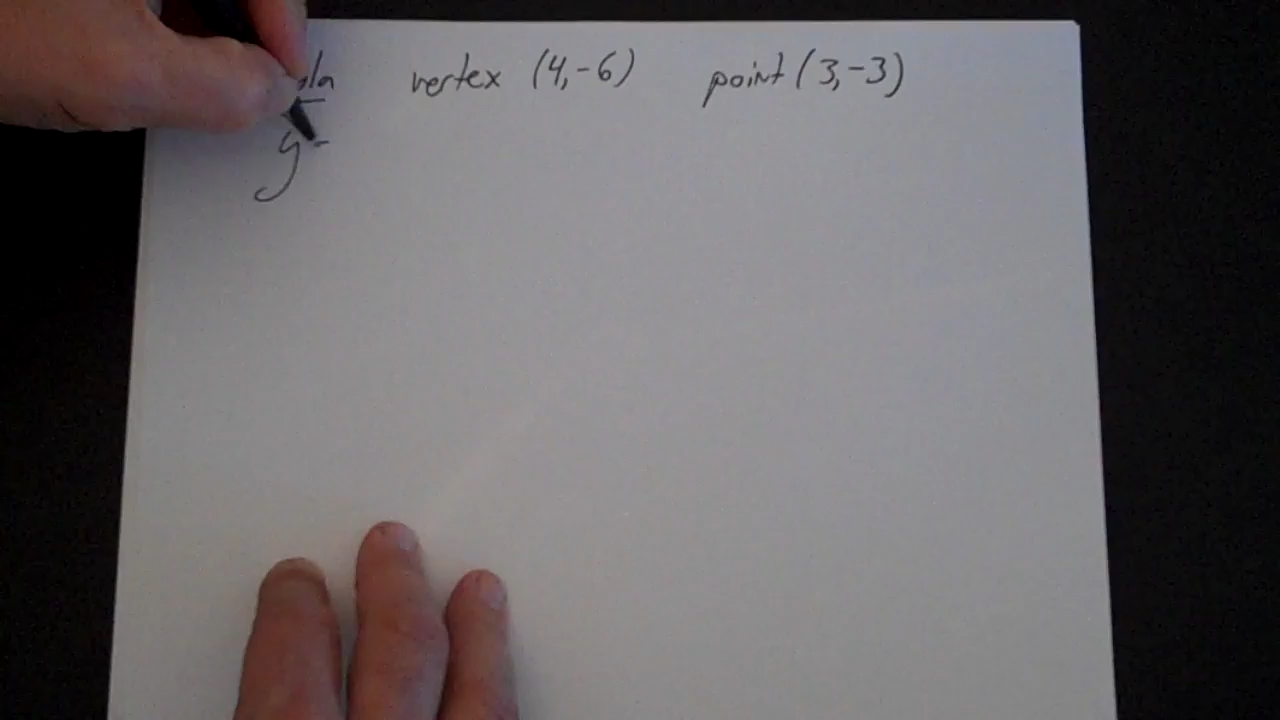 vertex (4,-6) point (3,-3)
y=